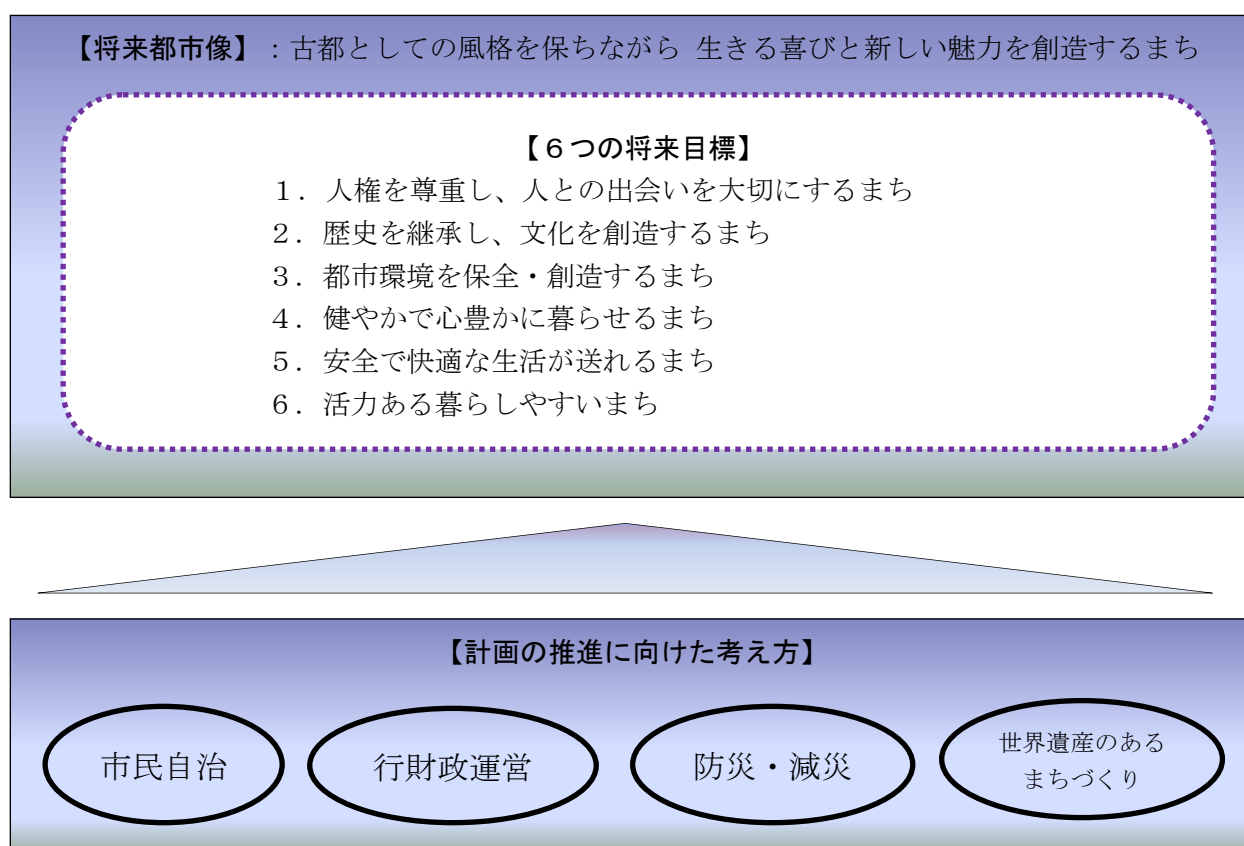 【将来都市像】：古都としての風格を保ちながら 生きる喜びと新しい魅力を創造するまち
【６つの将来目標】
１．人権を尊重し、人との出会いを大切にするまち
２．歴史を継承し、文化を創造するまち
３．都市環境を保全・創造するまち
４．健やかで心豊かに暮らせるまち
５．安全で快適な生活が送れるまち
６．活力ある暮らしやすいまち
【計画の推進に向けた考え方】
市民自治
行財政運営
防災・減災
世界遺産のある
まちづくり